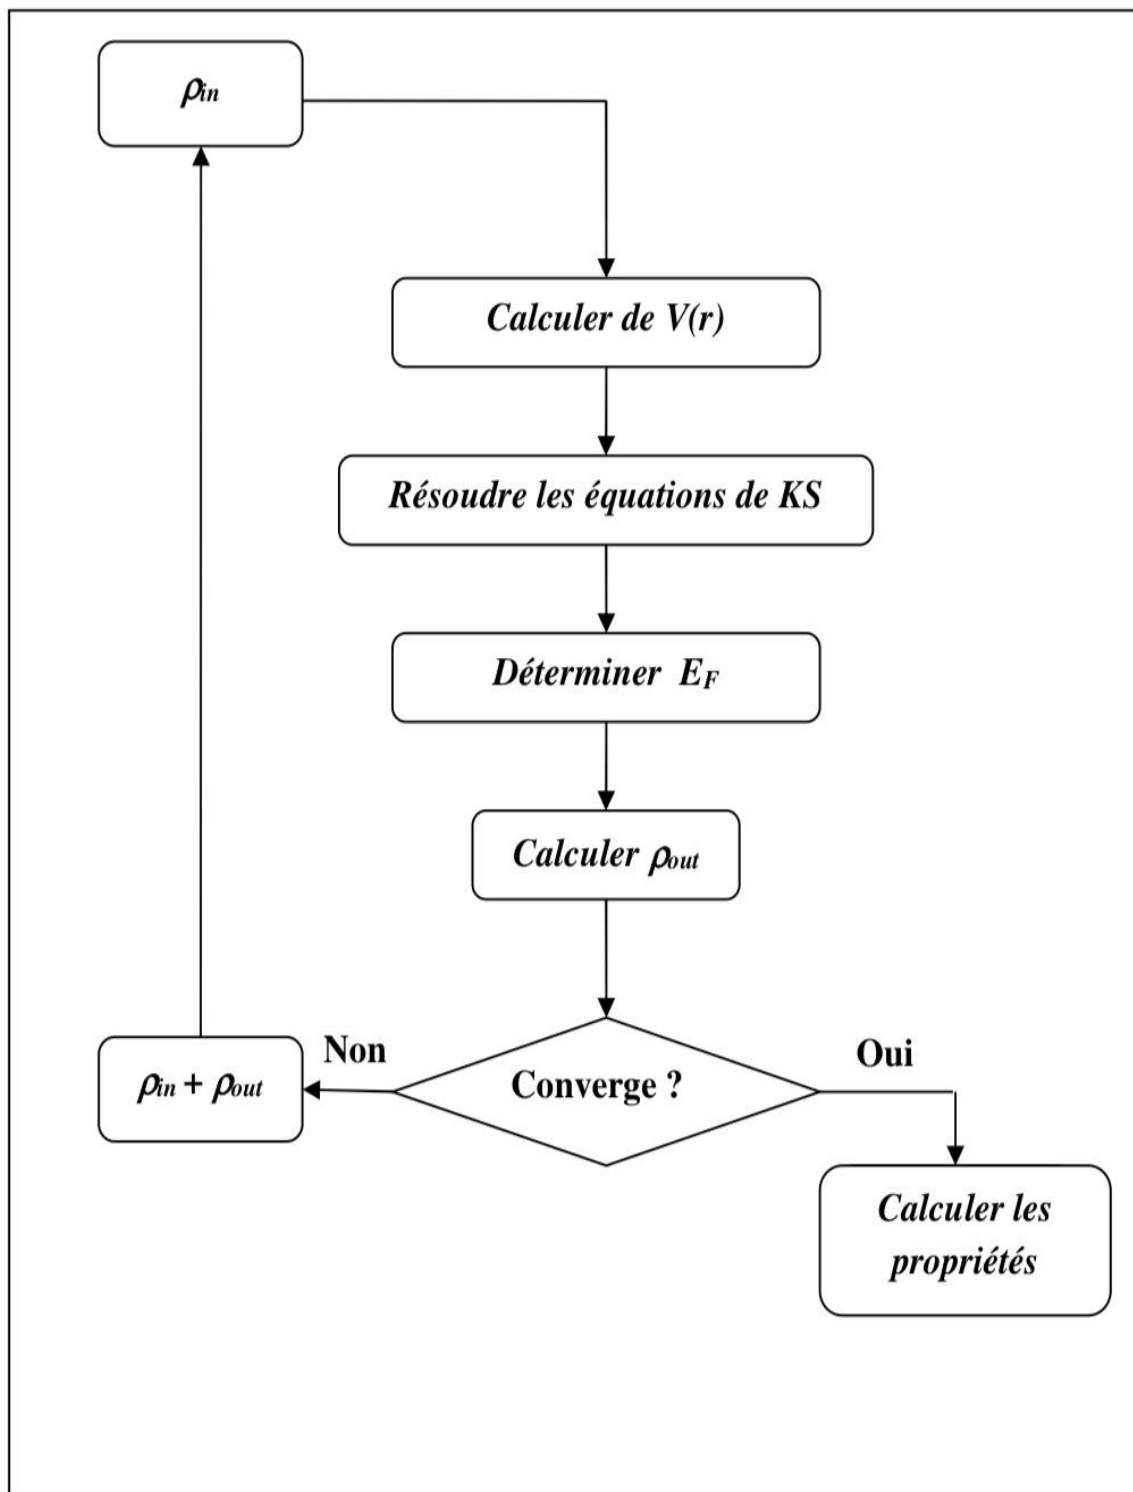 ρin
Calculer de V(r)
Résoudre les équations de KS
Déterminer EF
Calculer ρout
Non
Oui
ρin + ρout
Converge ?
Calculer les
propriétés